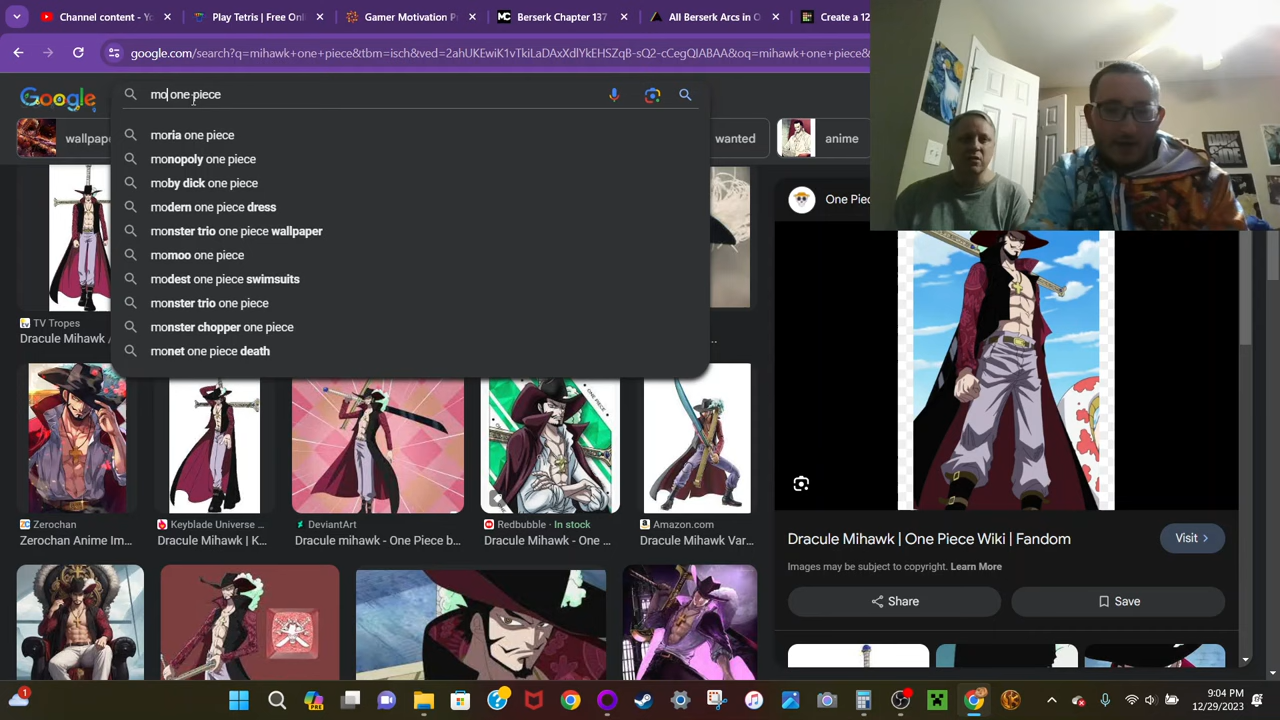 Channel content - Yo
Play Tetris | Free Onl
Gamer Motivation Pr
Berserk Chapter 137
All Berserk Arcs in O
Create a 12
google.com/search?q=mihawk+one+piece&tbm=isch&ved=2ahUKEwiK1vTkiLaDAxXdlYkEHSZqB-sQ2-cCegQIABAA&oq=mihawk+one+piece&
Google
mo one piece
wallpape
wanted
anime
moria one piece
monopoly one piece
moby dick one piece
modern one piece dress
monster trio one piece wallpaper
momoo one piece
modest one piece swimsuits
monster trio one piece
monster chopper one piece
monet one piece death
DARK
SIDE
One Piec
TV Tropes
Dracule Mihawk /
...
Zerochan
Zerochan Anime Im...
Keyblade Universe ...
Dracule Mihawk | K...
DeviantArt
Dracule mihawk - One Piece b...
Redbubble · In stock
Dracule Mihawk - One ...
Amazon.com
Dracule Mihawk Var...
Dracule Mihawk | One Piece Wiki | Fandom
Visit
Images may be subject to copyright. Learn More
Share
Save
1
PRE
9:04 PM
12/29/2023